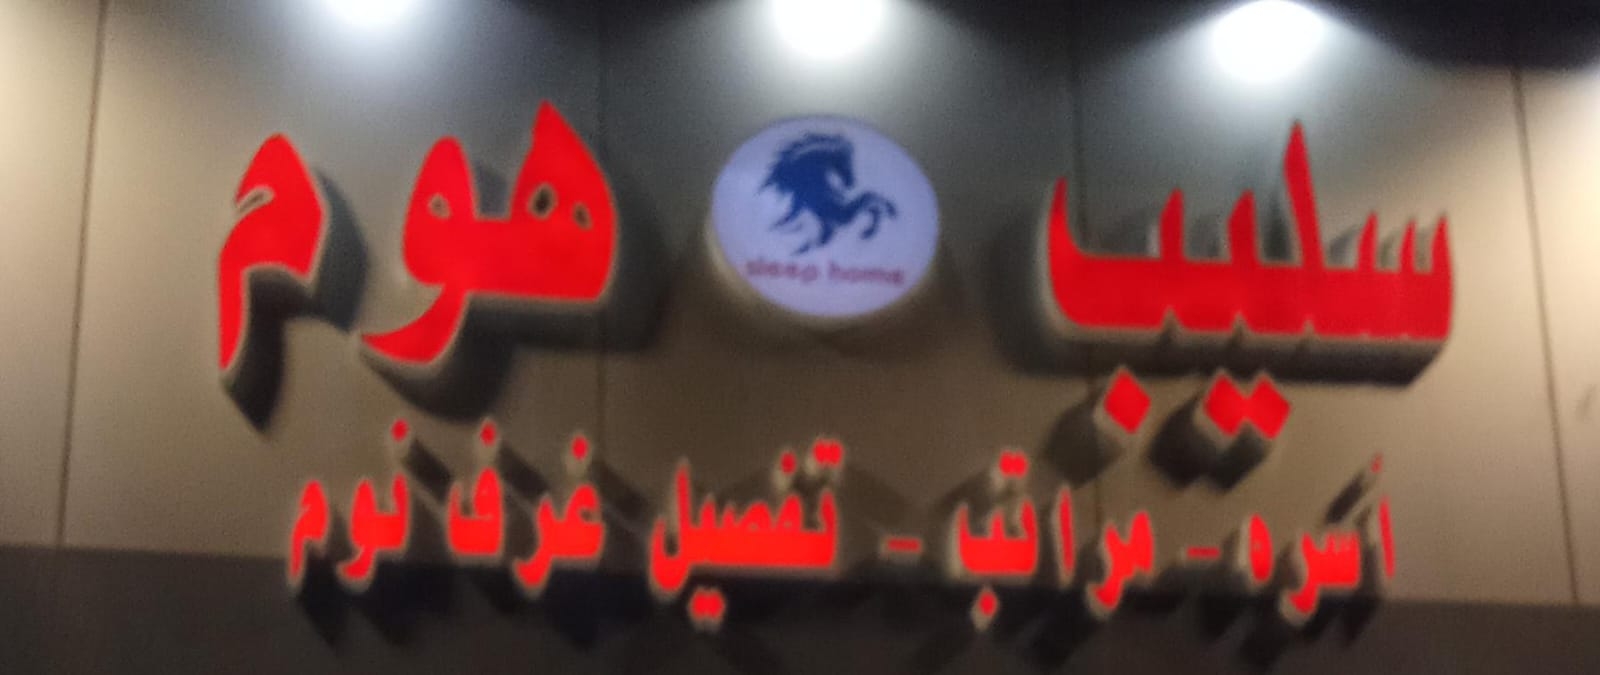 سليب هوم
sleep home
أسره - مراتب - تفصيل غرف نوم